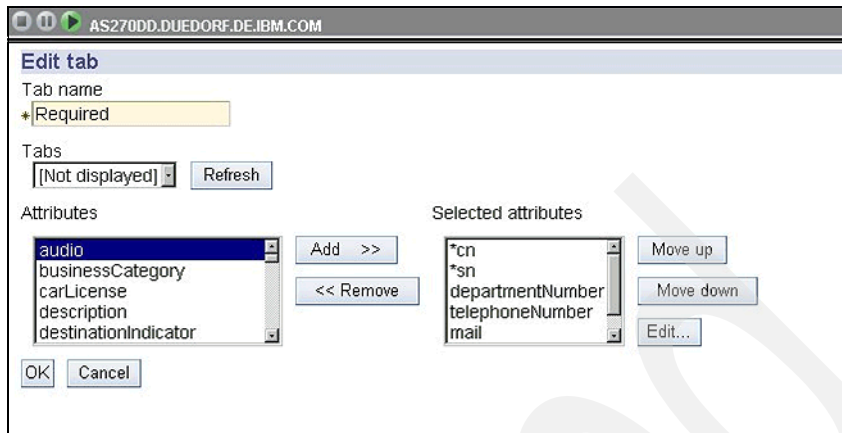 AS270DD.DUEDORF.DE.IBM.COM
Edit tab
Tab name
*Required
Tabs
[Not displayed] Refresh
Attributes Selected attributes
audio Add >> *cn Move up
businessCategory *sn
carLicense << Remove departmentNumber Move down
description telephoneNumber
destinationIndicator mail Edit...
OK Cancel